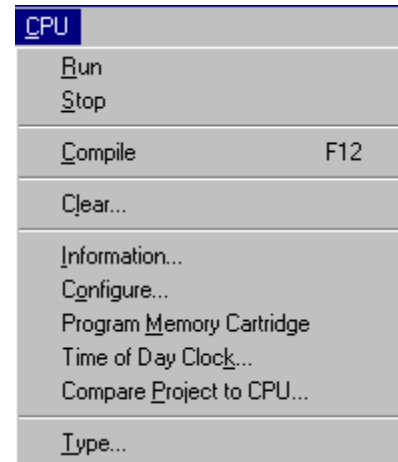 CPU
Run
Stop
Compile F12
Clear...
Information...
Configure...
Program Memory Cartridge
Time of Day Clock...
Compare Project to CPU...
Type...